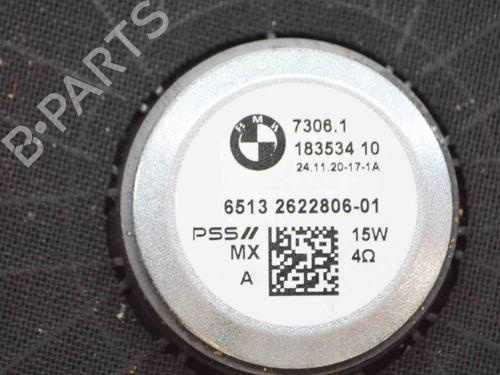 B-PARTS
BMW
7306.1
183534 10
24.11.20-17-1A
6513 2622806-01
PSS//
MX
15W
4Ω
A